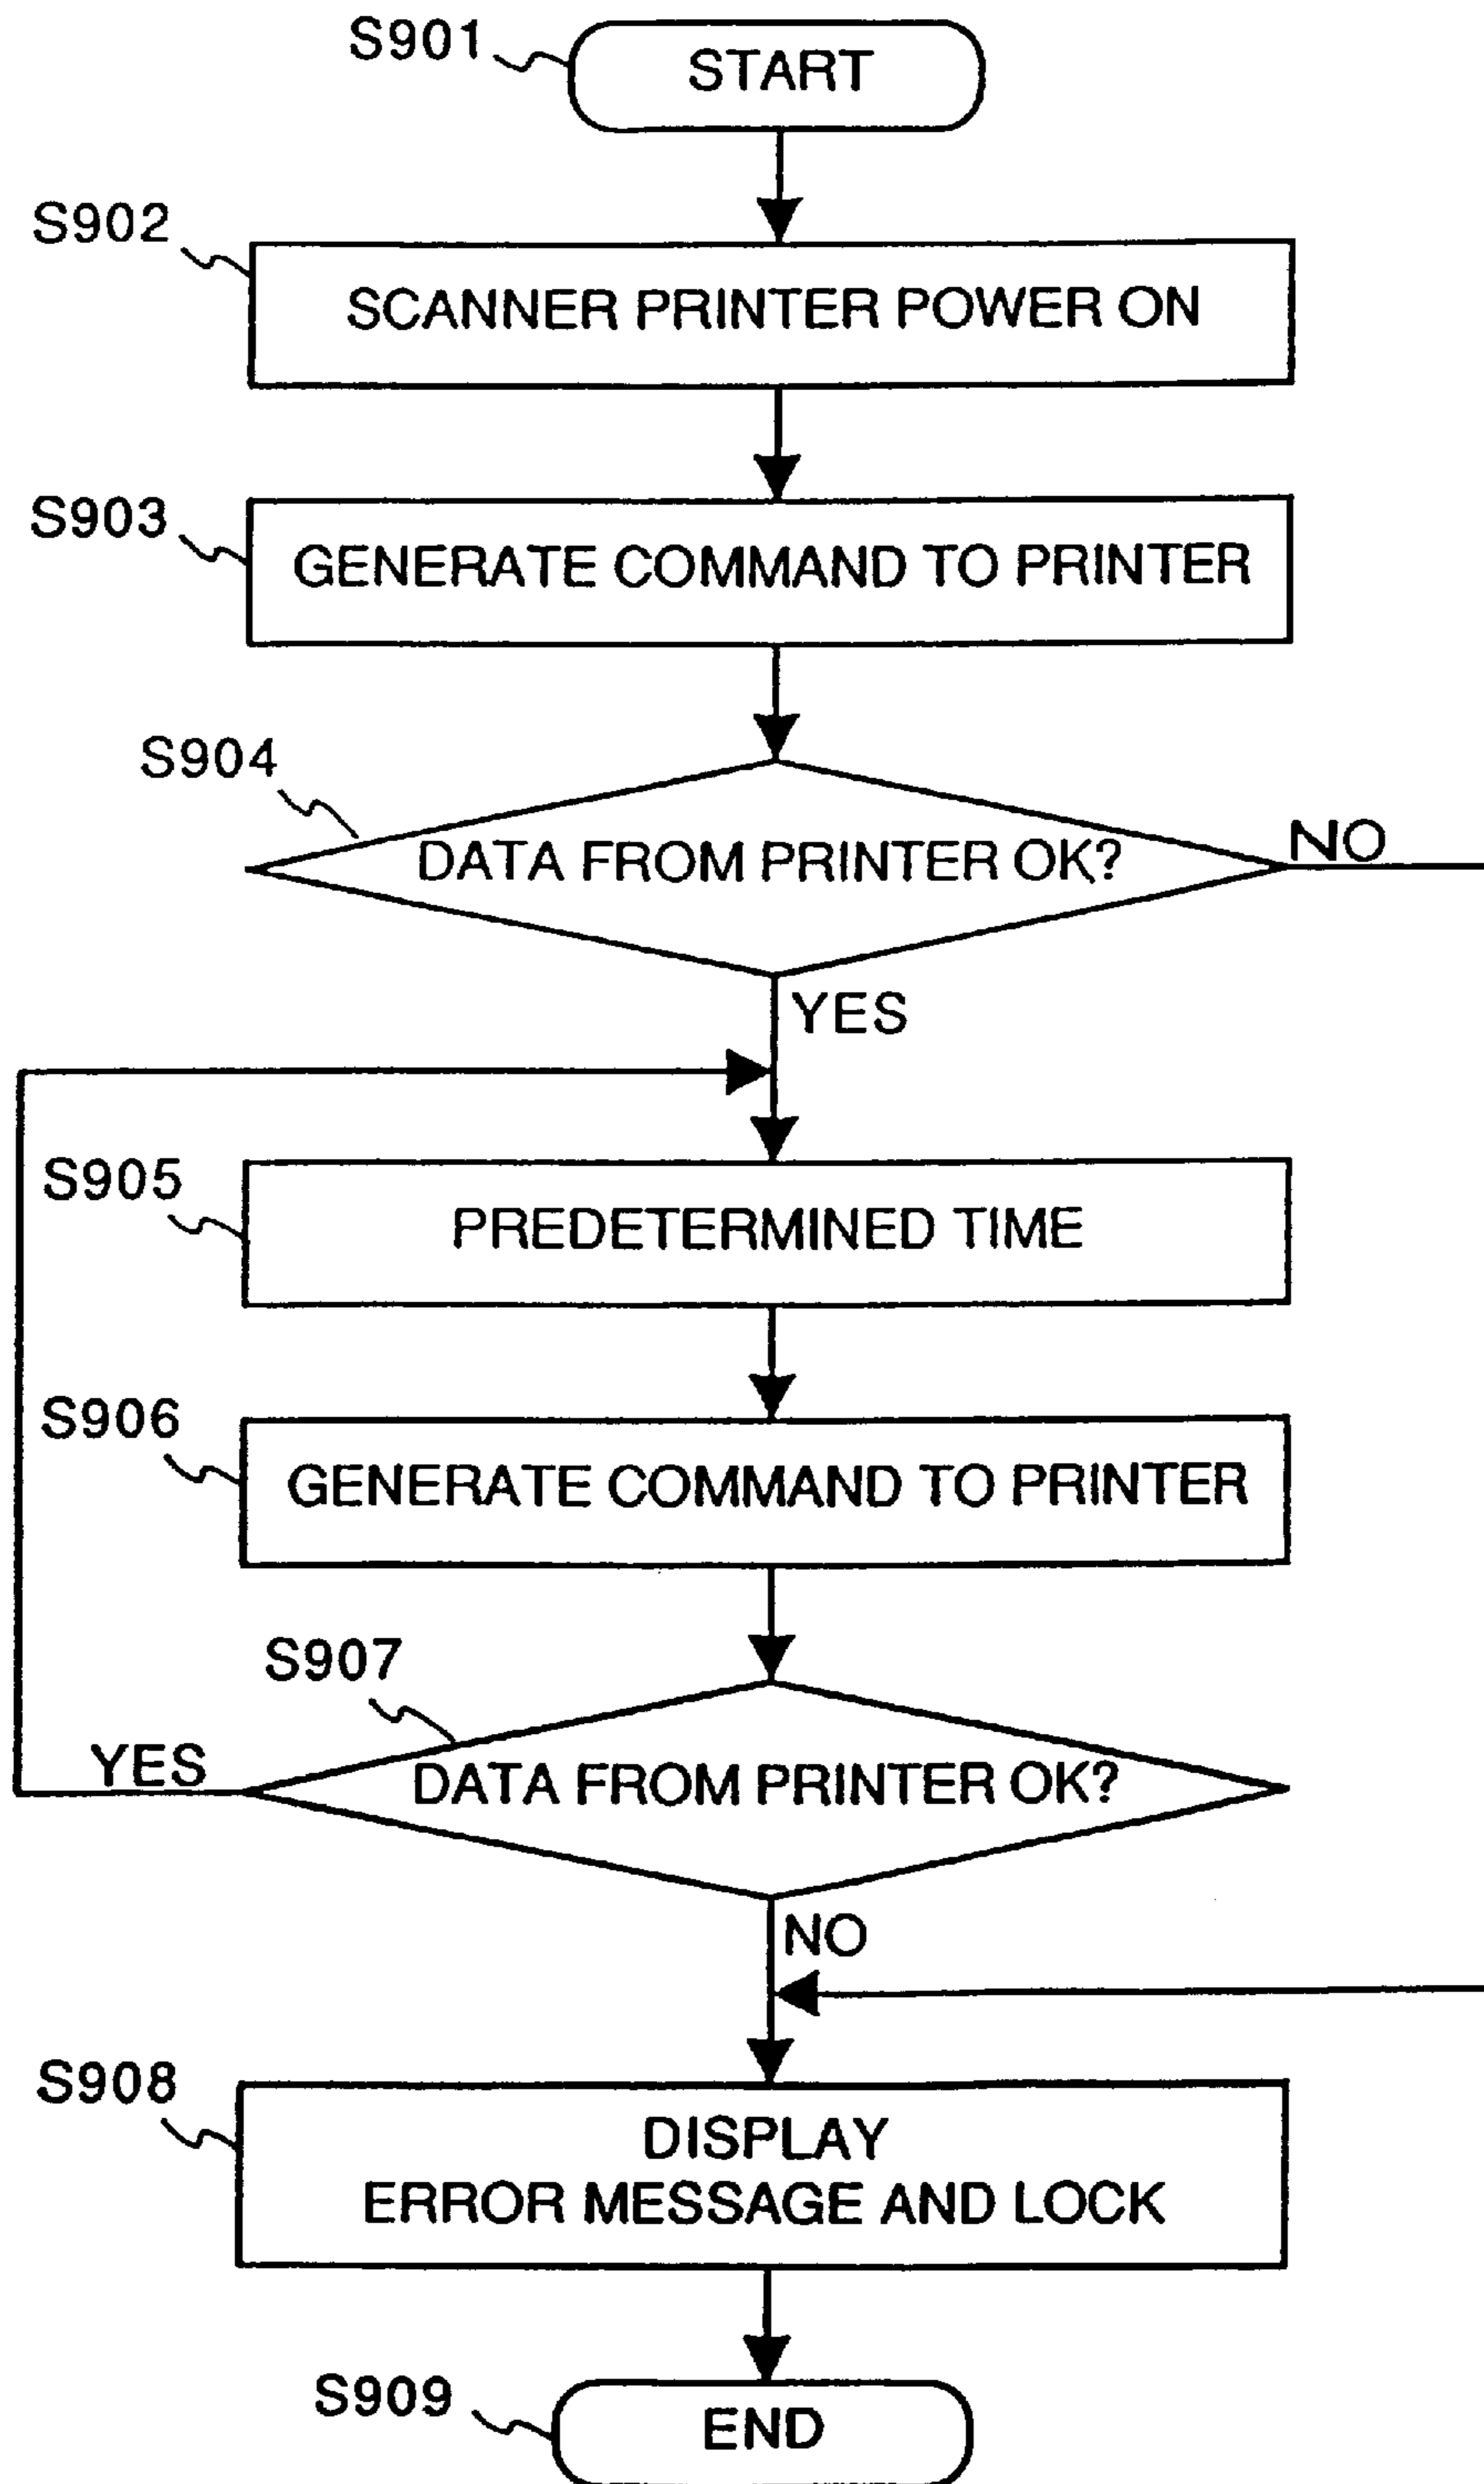 S901
START
S902
SCANNER PRINTER POWER ON
S903
GENERATE COMMAND TO PRINTER
S904
DATA FROM PRINTER OK?
NO
YES
S905
PREDETERMINED TIME
S906
GENERATE COMMAND TO PRINTER
S907
DATA FROM PRINTER OK?
YES
NO
S908
DISPLAY
ERROR MESSAGE AND LOCK
S909
END